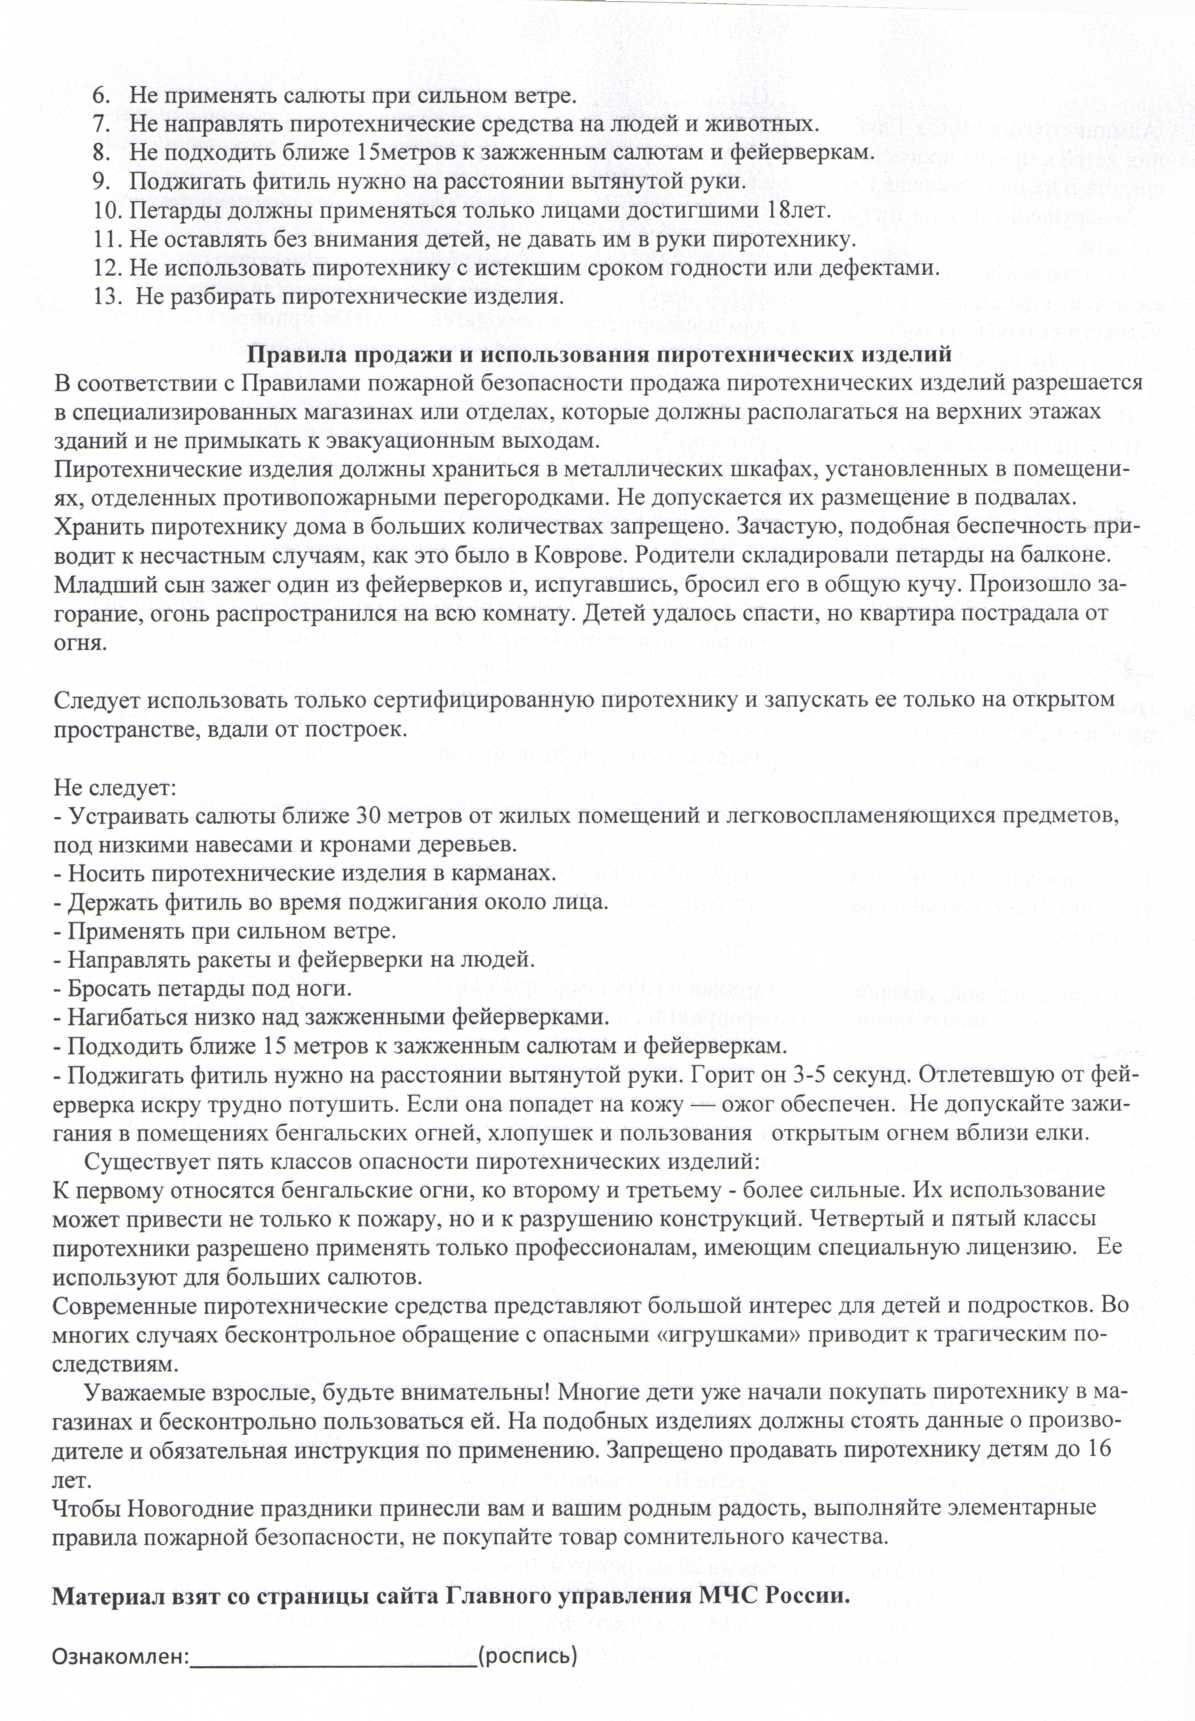 6. Не применять салюты при сильном ветре.
7. Не направлять пиротехнические средства на людей и животных.
8. Не подходить ближе 15метров к зажженным салютам и фейерверкам.
9. Поджигать фитиль нужно на расстоянии вытянутой руки.
10. Петарды должны применяться только лицами достигшими 18лет.
11. Не оставлять без внимания детей, не давать им в руки пиротехнику.
12. Не использовать пиротехнику с истекшим сроком годности или дефектами.
13. Не разбирать пиротехнические изделия.
Правила продажи и использования пиротехнических изделий
В соответствии с Правилами пожарной безопасности продажа пиротехнических изделий разрешается
в специализированных магазинах или отделах, которые должны располагаться на верхних этажах
зданий и не примыкать к эвакуационным выходам.
Пиротехнические изделия должны храниться в металлических шкафах, установленных в помещени-
ях, отделенных противопожарными перегородками. Не допускается их размещение в подвалах.
Хранить пиротехнику дома в больших количествах запрещено. Зачастую, подобная беспечность при-
водит к несчастным случаям, как это было в Коврове. Родители складировали петарды на балконе.
Младший сын зажег один из фейерверков и, испугавшись, бросил его в общую кучу. Произошло за-
горание, огонь распространился на всю комнату. Детей удалось спасти, но квартира пострадала от
огня.
Следует использовать только сертифицированную пиротехнику и запускать ее только на открытом
пространстве, вдали от построек.
Не следует:
- Устраивать салюты ближе 30 метров от жилых помещений и легковоспламеняющихся предметов,
под низкими навесами и кронами деревьев.
- Носить пиротехнические изделия в карманах.
- Держать фитиль во время поджигания около лица.
- Применять при сильном ветре.
- Направлять ракеты и фейерверки на людей.
- Бросать петарды под ноги.
- Нагибаться низко над зажженными фейерверками.
- Подходить ближе 15 метров к зажженным салютам и фейерверкам.
- Поджигать фитиль нужно на расстоянии вытянутой руки. Горит он 3-5 секунд. Отлетевшую от фей-
ерверка искру трудно потушить. Если она попадет на кожу — ожог обеспечен. Не допускайте зажи-
гания в помещениях бенгальских огней, хлопушек и пользования открытым огнем вблизи елки.
Существует пять классов опасности пиротехнических изделий:
К первому относятся бенгальские огни, ко второму и третьему - более сильные. Их использование
может привести не только к пожару, но и к разрушению конструкций. Четвертый и пятый классы
пиротехники разрешено применять только профессионалам, имеющим специальную лицензию. Ее
используют для больших салютов.
Современные пиротехнические средства представляют большой интерес для детей и подростков. Во
многих случаях бесконтрольное обращение с опасными «игрушками» приводит к трагическим по-
следствиям.
Уважаемые взрослые, будьте внимательны! Многие дети уже начали покупать пиротехнику в ма-
газинах и бесконтрольно пользоваться ей. На подобных изделиях должны стоять данные о произво-
дителе и обязательная инструкция по применению. Запрещено продавать пиротехнику детям до 16
лет.
Чтобы Новогодние праздники принесли вам и вашим родным радость, выполняйте элементарные
правила пожарной безопасности, не покупайте товар сомнительного качества.
Материал взят со страницы сайта Главного управления МЧС России.
Ознакомлен:________________________(роспись)